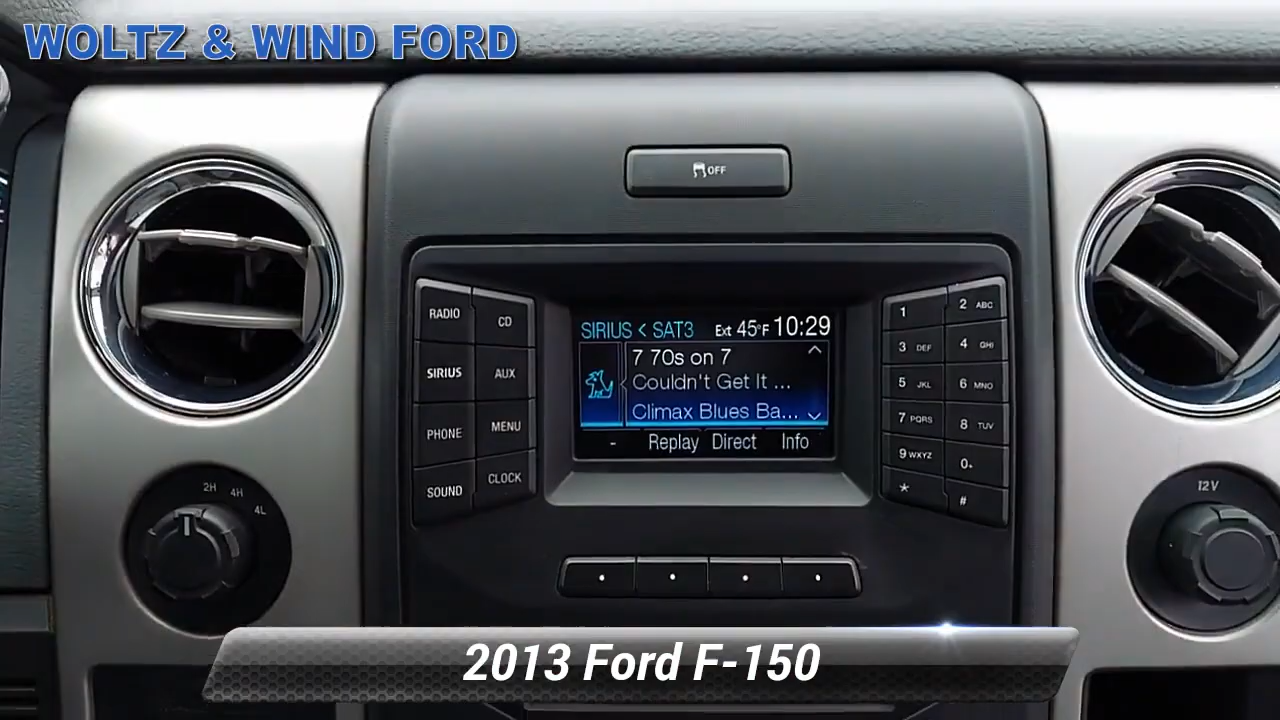 WOLTZ & WIND FORD
OFF
RADIO
CD
SIRIUS
AUX
PHONE
MENU
SOUND
CLOCK
SIRIUS < SAT3 Ext 45°F 10:29
7 70s on 7
Couldn't Get It ...
Climax Blues Ba...
- Replay Direct Info
1
2 ABC
3 DEF
4 GHI
5 JKL
6 MNO
7 PQRS
8 TUV
9 WXYZ
0+
*
#
2H 4H 4L
12V
2013 Ford F-150